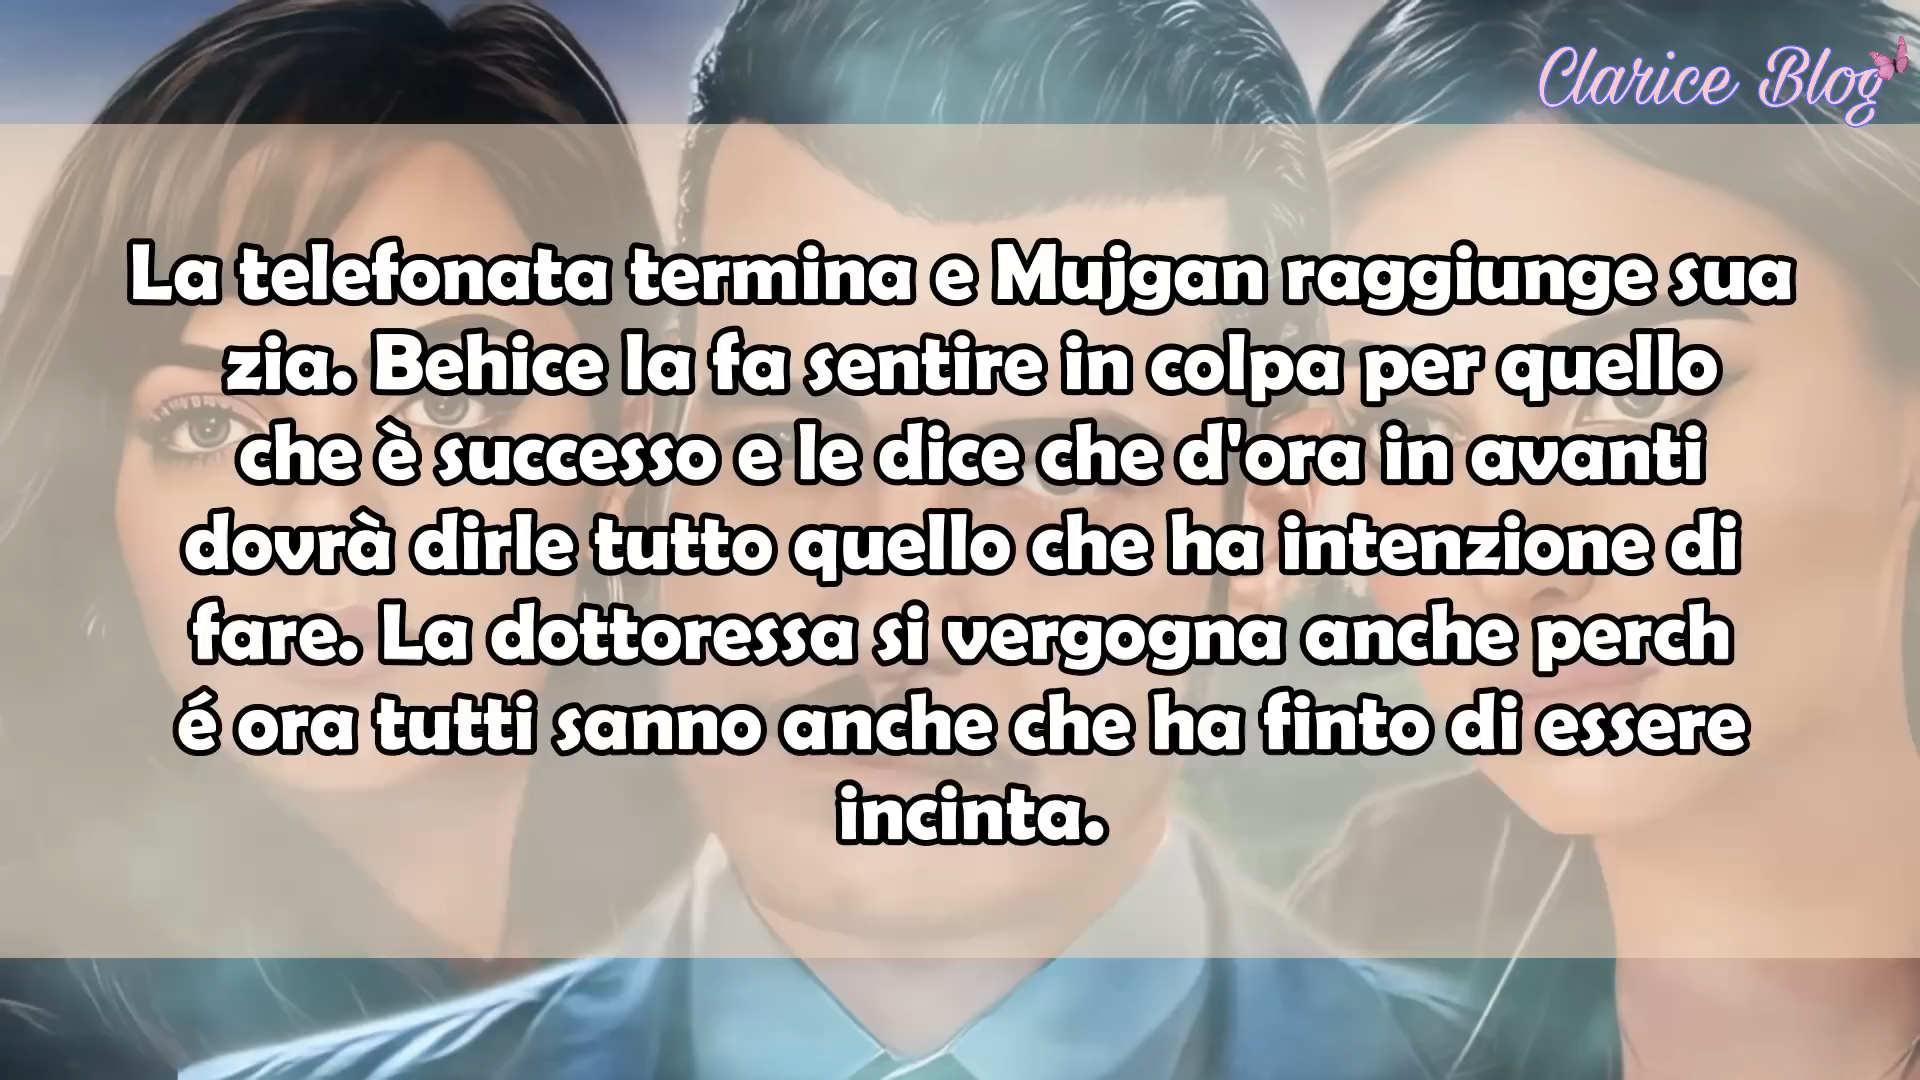 Clarice Blog
La telefonata termina e Mujgan raggiunge sua
zia. Behice la fa sentire in colpa per quello
che è successo e le dice che d'ora in avanti
dovrà dirle tutto quello che ha intenzione di
fare. La dottoressa si vergogna anche perch
é ora tutti sanno anche che ha finto di essere
incinta.